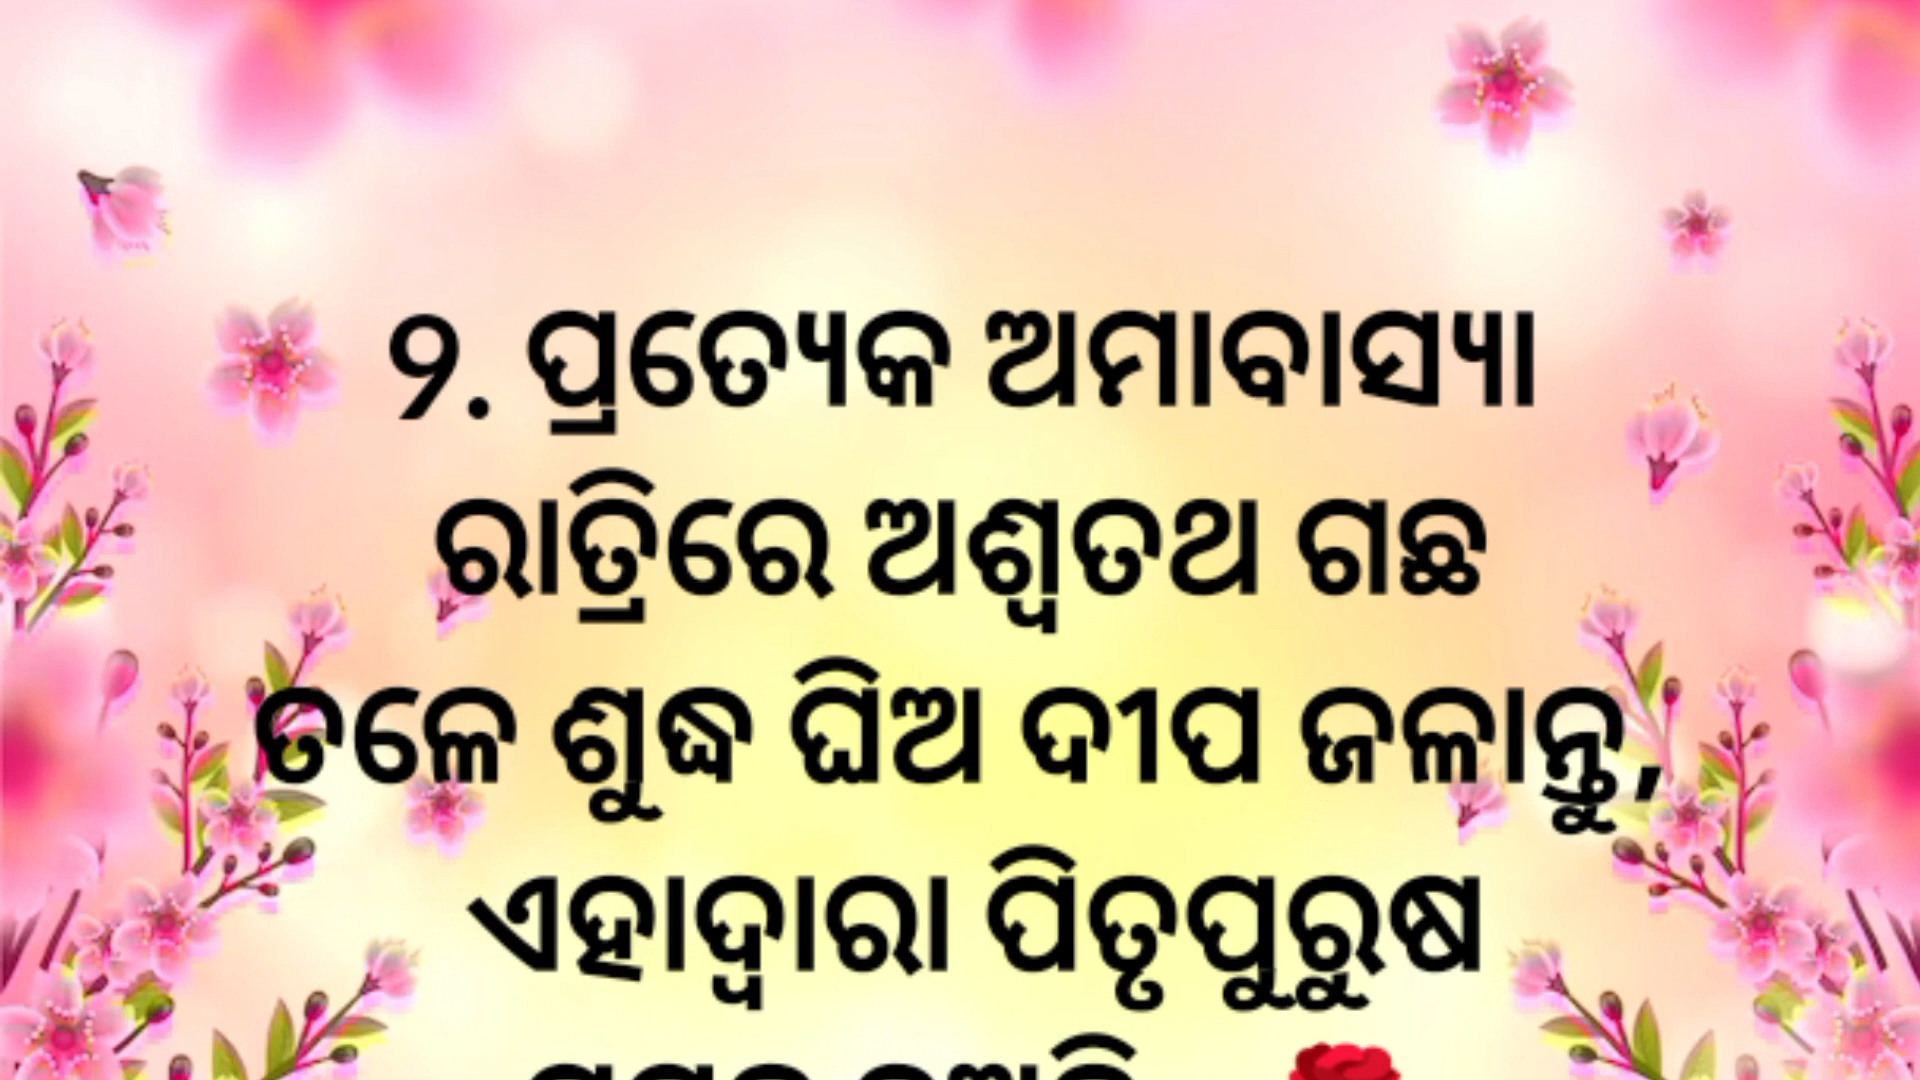 ୨. ପ୍ରତ୍ୟେକ ଅମାବାସ୍ୟା
ରାତ୍ରିରେ ଅଶ୍ୱତଥ ଗଛ
ତଳେ ଶୁଦ୍ଧ ଘିଅ ଦୀପ ଜଳାନ୍ତୁ,
ଏହାଦ୍ୱାରା ପିତୃପୁରୁଷ